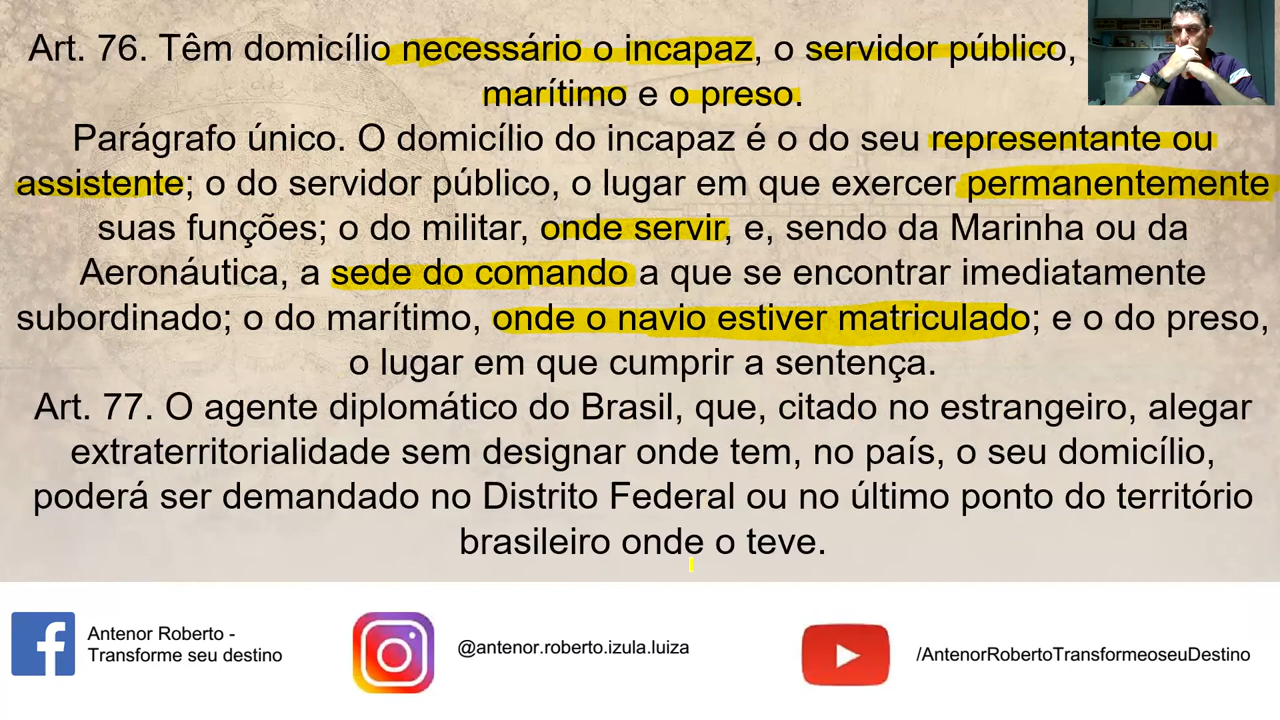 Art. 76. Têm domicílio necessário o incapaz, o servidor público,
marítimo e o preso.
Parágrafo único. O domicílio do incapaz é o do seu representante ou
assistente; o do servidor público, o lugar em que exercer permanentemente
suas funções; o do militar, onde servir, e, sendo da Marinha ou da
Aeronáutica, a sede do comando a que se encontrar imediatamente
subordinado; o do marítimo, onde o navio estiver matriculado; e o do preso,
o lugar em que cumprir a sentença.
Art. 77. O agente diplomático do Brasil, que, citado no estrangeiro, alegar
extraterritorialidade sem designar onde tem, no país, o seu domicílio,
poderá ser demandado no Distrito Federal ou no último ponto do território
brasileiro onde o teve.
Antenor Roberto -
Transforme seu destino
@antenor.roberto.izula.luiza
/AntenorRobertoTransformeoseuDestino